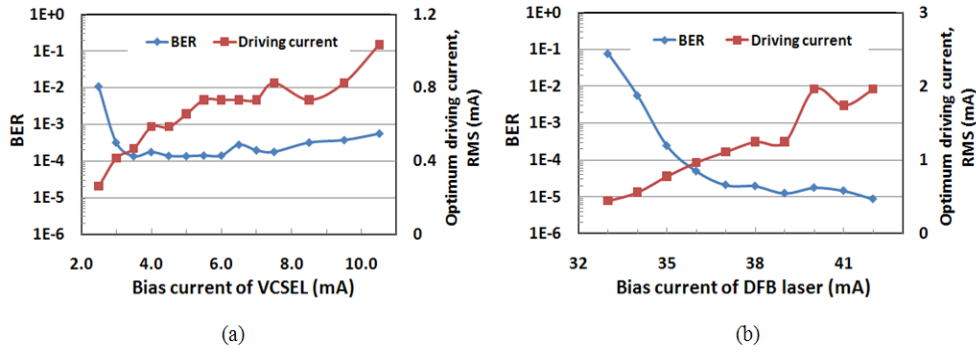 1E+0
1E-1
1E-2
1E-3
1E-4
1E-5
1E-6
BER
BER
Driving current
1.2
0.8
0.4
0
Optimum driving current,
RMS (mA)
2.0 4.0 6.0 8.0 10.0
Bias current of VCSEL (mA)
(a)
1E+0
1E-1
1E-2
1E-3
1E-4
1E-5
1E-6
BER
BER
Driving current
3
2
1
0
Optimum driving current,
RMS (mA)
32 35 38 41
Bias current of DFB laser (mA)
(b)